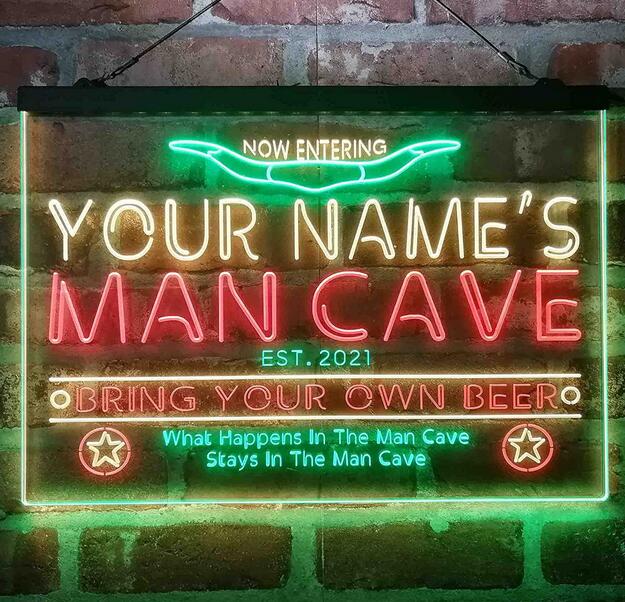 NOW ENTERING
YOUR NAME'S
MAN CAVE
EST. 2021
BRING YOUR OWN BEER
What Happens In The Man Cave
Stays In The Man Cave